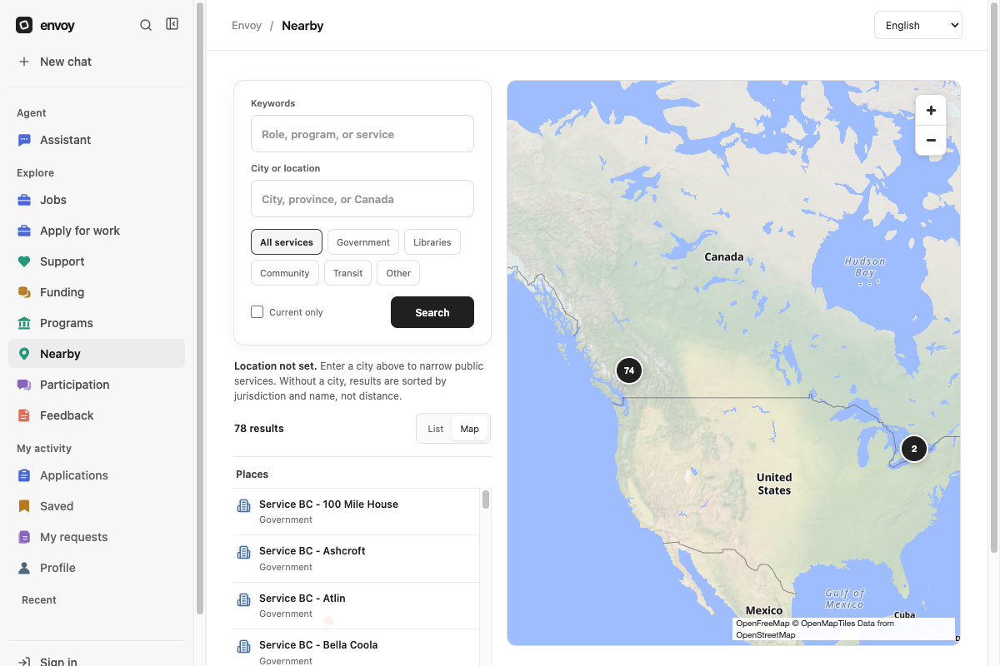 envoy
New chat
Agent
Assistant
Explore
Jobs
Apply for work
Support
Funding
Programs
Nearby
Participation
Feedback
My activity
Applications
Saved
My requests
Profile
Recent
Sign in
Envoy / Nearby
English
Keywords
Role, program, or service
City or location
City, province, or Canada
All services
Government
Libraries
Community
Transit
Other
Current only
Search
Location not set. Enter a city above to narrow public
services. Without a city, results are sorted by
jurisdiction and name, not distance.
78 results
List
Map
Places
Service BC - 100 Mile House
Government
Service BC - Ashcroft
Government
Service BC - Atlin
Government
Service BC - Bella Coola
Government
+
−
Canada
Hudson
Bay
74
2
United
States
Gulf of
Mexico
Mexico
Cuba
OpenFreeMap © OpenMapTiles Data from
OpenStreetMap